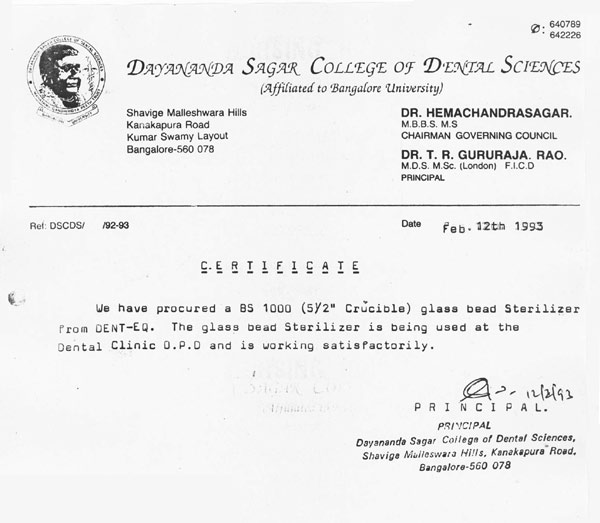 Ø: 640789
642226
DAYANANDA SAGAR COLLEGE OF DENTAL SCIENCES
(Affiliated to Bangalore University)
Shavige Malleshwara Hills
Kanakapura Road
Kumar Swamy Layout
Bangalore-560 078
DR. HEMACHANDRASAGAR.
M.B.B.S. M.S
CHAIRMAN GOVERNING COUNCIL
DR. T. R. GURURAJA. RAO.
M.D.S. M.Sc. (London) F.I.C.D
PRINCIPAL
Ref: DSCDS/ /92-93
Date Feb. 12th 1993
CERTIFICATE
We have procured a BS 1000 (5½" Crucible) glass bead Sterilizer
from DENT-EQ. The glass bead Sterilizer is being used at the
Dental Clinic O.P.D and is working satisfactorily.
12/2/93
PRINCIPAL.
PRINCIPAL
Dayananda Sagar College of Dental Sciences,
Shavige Malleswara Hills, Kanakapura Road,
Bangalore-560 078